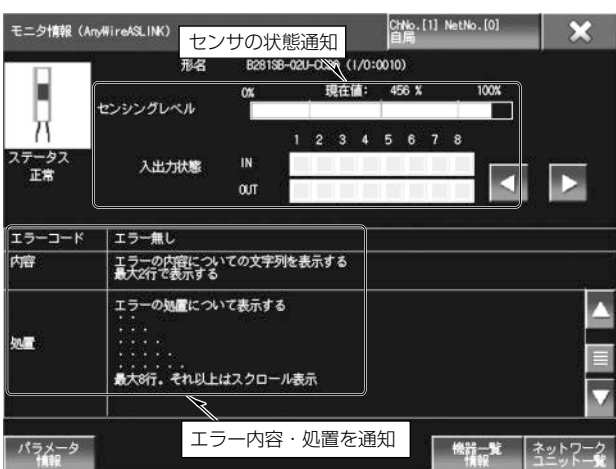 モニタ情報 (AnyWireASLINK)
ChNo.[1] NetNo.[0]
自局
センサの状態通知
形名 B281SB-02U- (I/O:0010)
0% 現在値: 456 % 100%
センシングレベル
1 2 3 4 5 6 7 8
ステータス
正常
入出力状態
IN
OUT
エラーコード エラー無し
内容 エラーの内容についての文字列を表示する
最大2行で表示する
エラーの処置について表示する
・・
・・・
・・・・
・・・・・
・・・・・・
処置
最大8行。それ以上はスクロール表示
エラー内容・処置を通知
パラメータ
情報
機器一覧
情報
ネットワーク
ユニット一覧